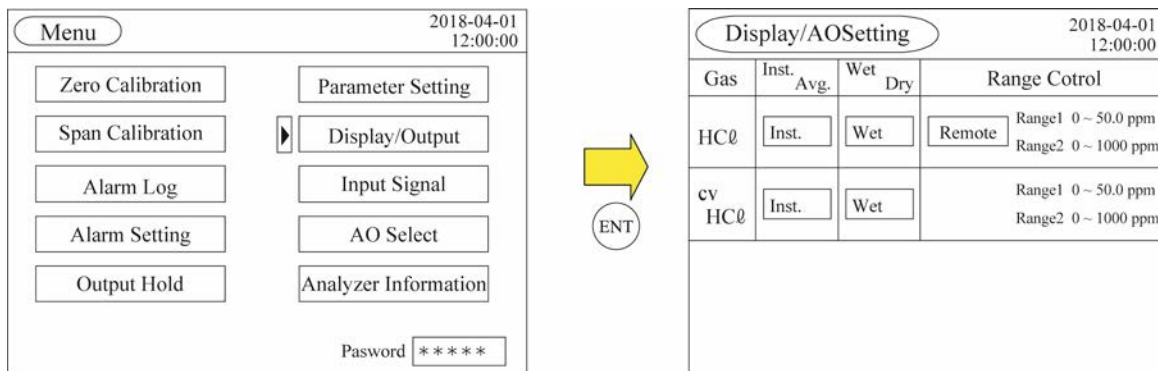 Menu
2018-04-01
12:00:00
Zero Calibration
Parameter Setting
Span Calibration
Display/Output
Alarm Log
Input Signal
Alarm Setting
AO Select
Output Hold
Analyzer Information
Pasword *****
ENT
Display/AOSetting
2018-04-01
12:00:00
Gas
Inst.
Avg.
Wet
Dry
Range Cotrol
HCℓ
Inst.
Wet
Remote
Range1 0 ~ 50.0 ppm
Range2 0 ~ 1000 ppm
cv
HCℓ
Inst.
Wet
Range1 0 ~ 50.0 ppm
Range2 0 ~ 1000 ppm